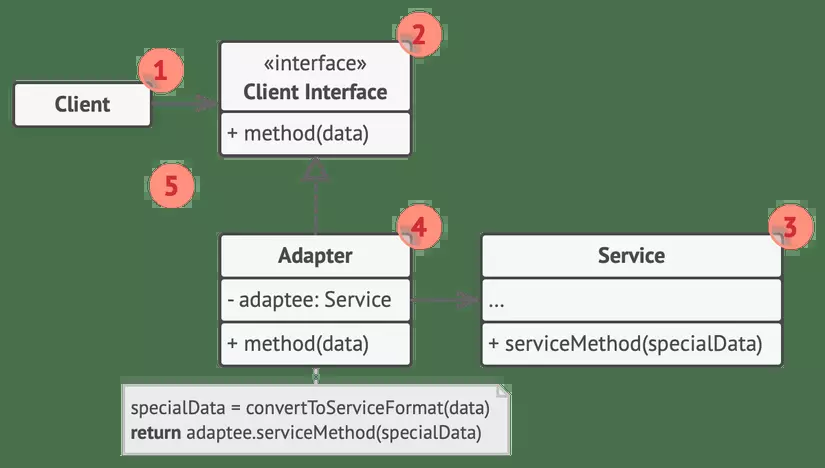 1
2
«interface»
Client Interface
Client
+ method(data)
5
4
3
Adapter
Service
- adaptee: Service
...
+ method(data)
+ serviceMethod(specialData)
specialData = convertToServiceFormat(data)
return adaptee.serviceMethod(specialData)